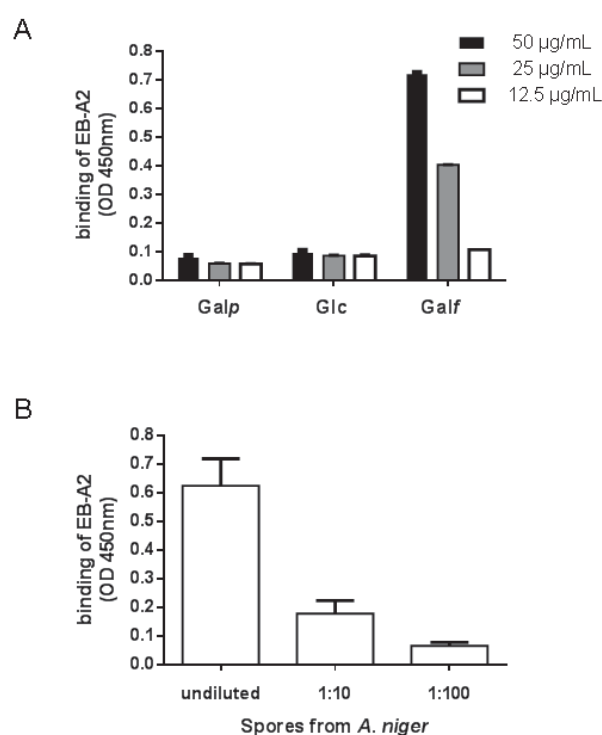 A
50 µg/mL
25 µg/mL
12.5 µg/mL
binding of EB-A2
(OD 450nm)
0.8
0.7
0.6
0.5
0.4
0.3
0.2
0.1
0.0
Galp Glc Galf
B
binding of EB-A2
(OD 450nm)
0.8
0.7
0.6
0.5
0.4
0.3
0.2
0.1
0.0
undiluted 1:10 1:100
Spores from A. niger